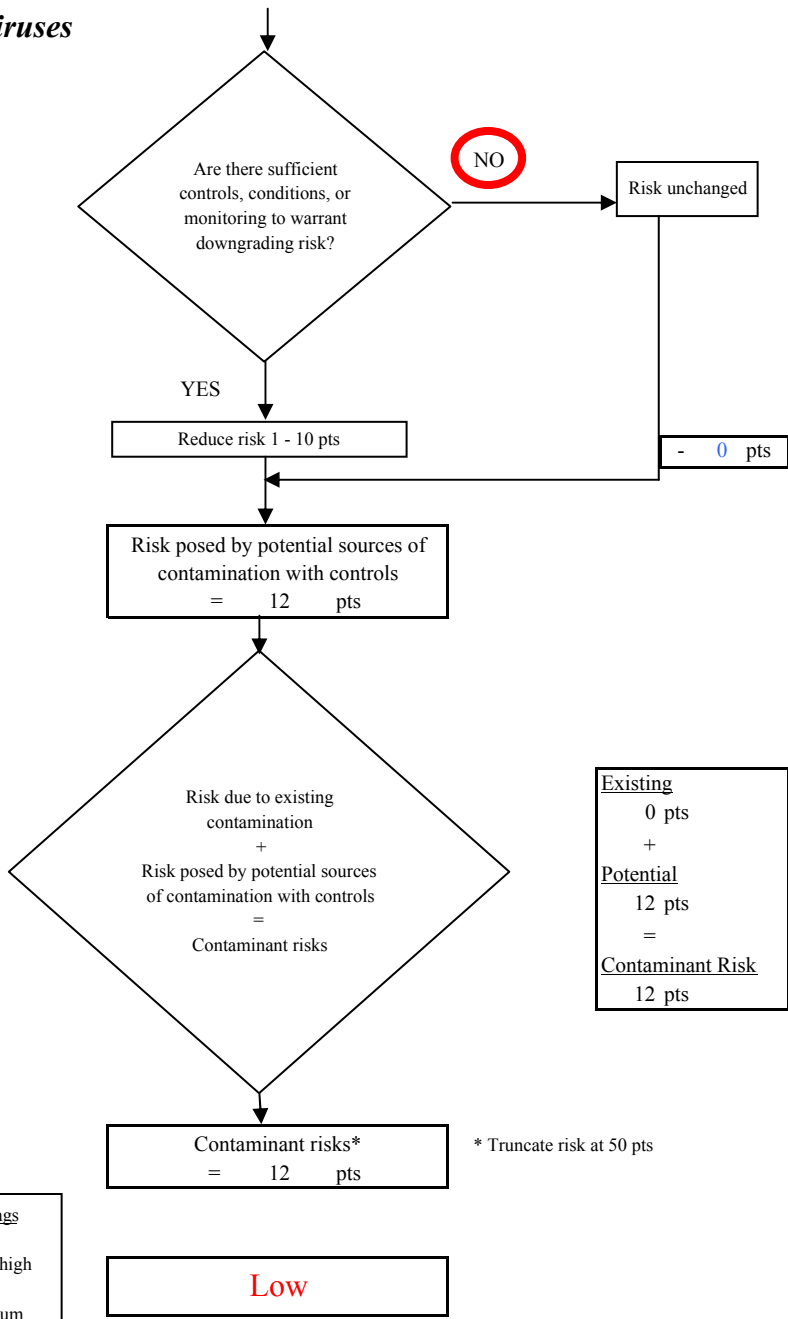 Are there sufficient
controls, conditions, or
monitoring to warrant
downgrading risk?
NO
Risk unchanged
YES
Reduce risk 1 - 10 pts
- 0 pts
Risk posed by potential sources of
contamination with controls
= 12 pts
Risk due to existing
contamination
+
Risk posed by potential sources
of contamination with controls
=
Contaminant risks
Existing
0 pts
+
Potential
12 pts
=
Contaminant Risk
12 pts
Contaminant risks*
= 12 pts
* Truncate risk at 50 pts
high
Low